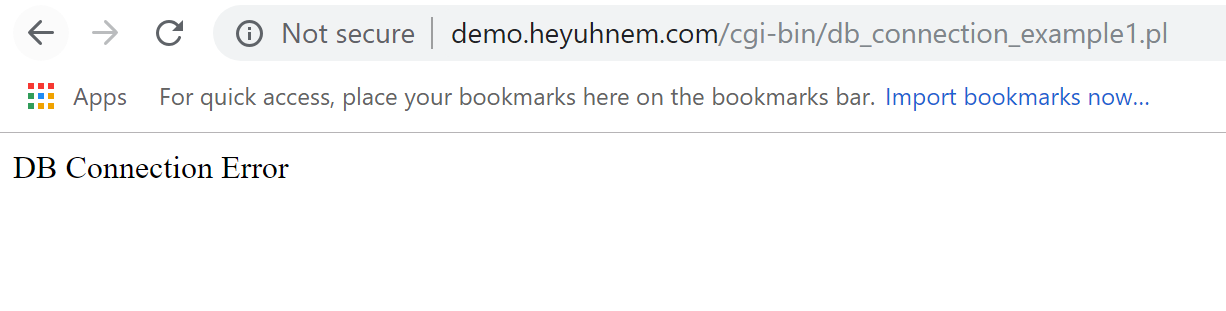 Not secure | demo.heyuhnem.com/cgi-bin/db_connection_example1.pl
Apps For quick access, place your bookmarks here on the bookmarks bar. Import bookmarks now...
DB Connection Error